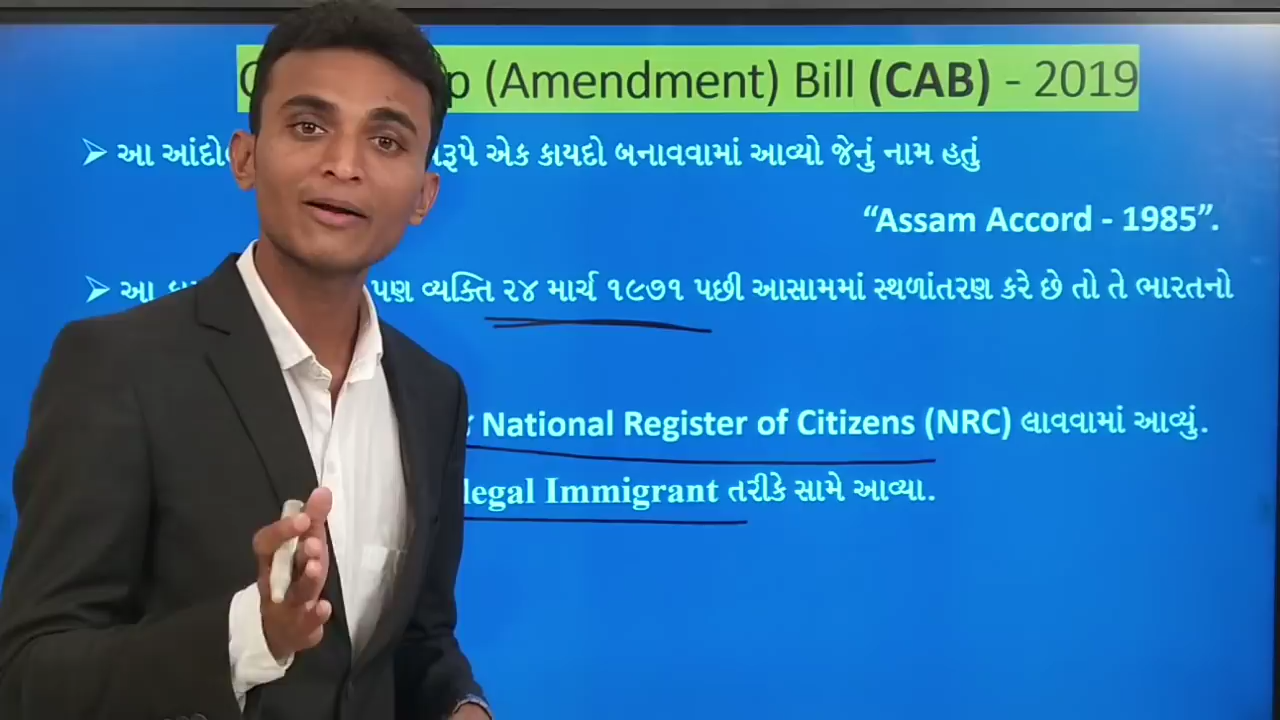 (Amendment) Bill (CAB) - 2019
આ એક કાયદો બનાવવામાં આવ્યો જેનું નામ હતું
“Assam Accord - 1985”.
આ પણ વ્યક્તિ ૨૪ માર્ચ ૧૯૭૧ પછી આસામમાં સ્થળાંતરણ કરે છે તો તે ભારતનો
National Register of Citizens (NRC) લાવવામાં આવ્યું.
Immigrant તરીકે સામે આવ્યા.